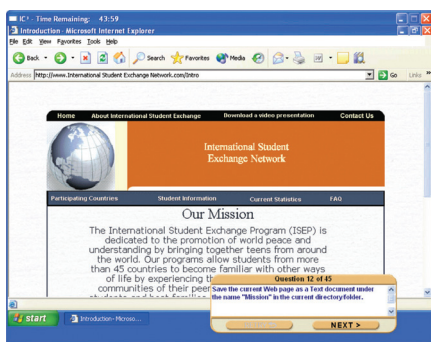 IC³ - Time Remaining: 43:59
Introduction - Microsoft Internet Explorer
File Edit View Favorites Tools Help
Back Search Favorites Media
Address http://www.International Student Exchange Network.com/Intro Go Links »
Home About International Student Exchange Download a video presentation Contact Us
International Student
Exchange Network
Participating Countries Student Information Current Statistics FAQ
Our Mission
The International Student Exchange Program (ISEP) is
dedicated to the promotion of world peace and
understanding by bringing together teens from around
the world. Our programs allow students from more
than 45 countries to become familiar with other ways
of life by experiencing th
communities of their peer
Question 12 of 45
Save the current Web page as a Text document under
the name "Mission" in the current directoryfolder.
NEXT >
start Introduction - Microso...